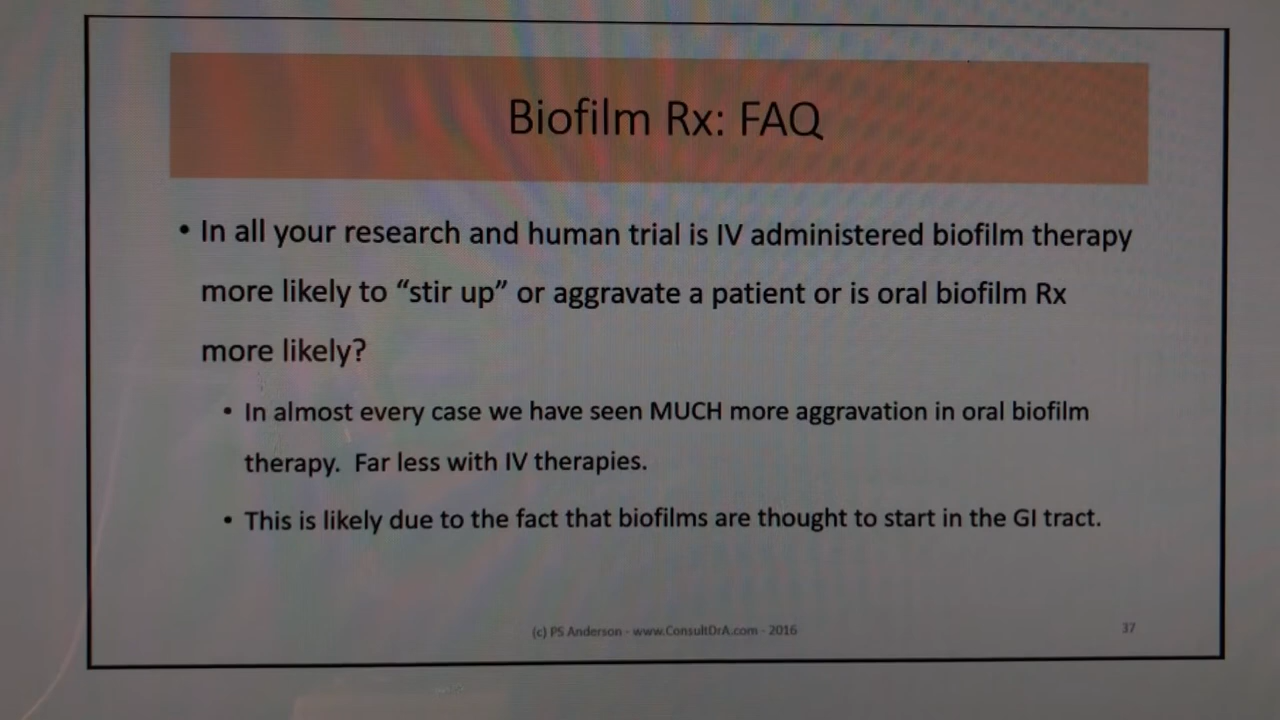 Biofilm Rx: FAQ
• In all your research and human trial is IV administered biofilm therapy
more likely to “stir up” or aggravate a patient or is oral biofilm Rx
more likely?
• In almost every case we have seen MUCH more aggravation in oral biofilm
therapy. Far less with IV therapies.
• This is likely due to the fact that biofilms are thought to start in the GI tract.
(c) PS Anderson - www.ConsultDrA.com - 2016
37